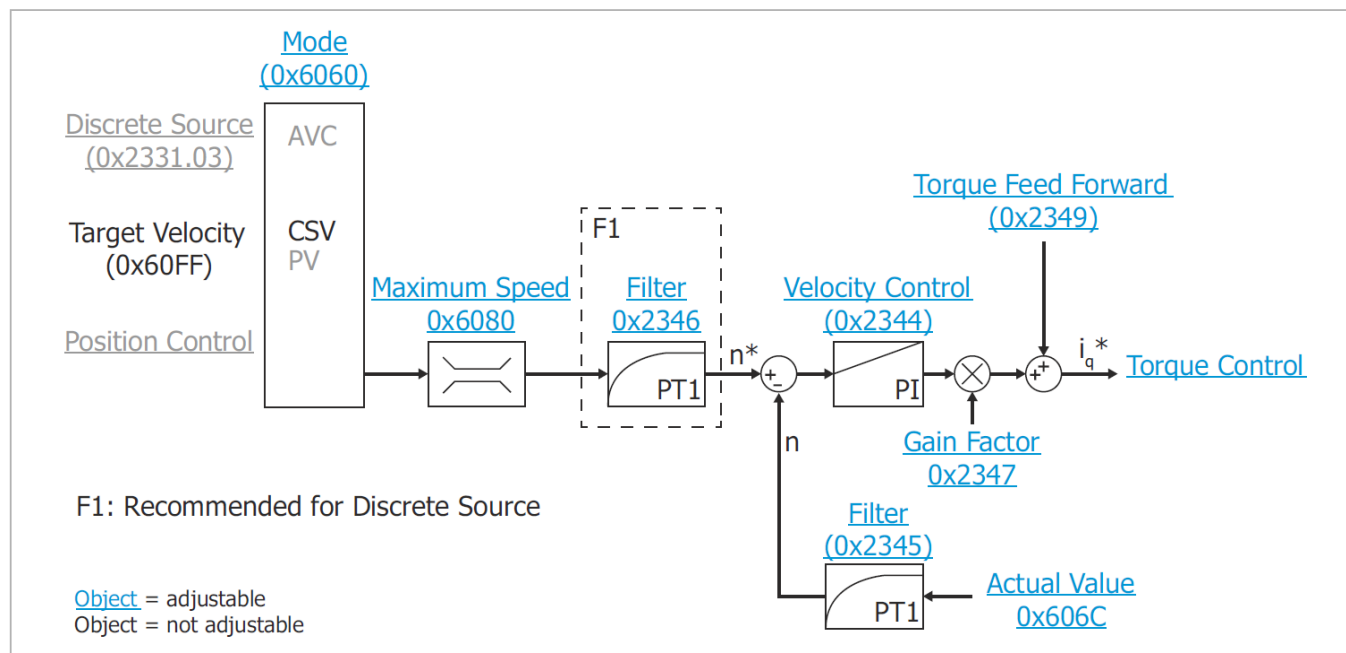 Mode
(0x6060)
Discrete Source
(0x2331.03)
AVC
Target Velocity
(0x60FF)
CSV
PV
Position Control
Maximum Speed
0x6080
F1
Filter
0x2346
PT1
n*
+
-
Velocity Control
(0x2344)
PI
Torque Feed Forward
(0x2349)
++
iq*
Torque Control
Gain Factor
0x2347
n
F1: Recommended for Discrete Source
Filter
(0x2345)
PT1
Actual Value
0x606C
Object = adjustable
Object = not adjustable